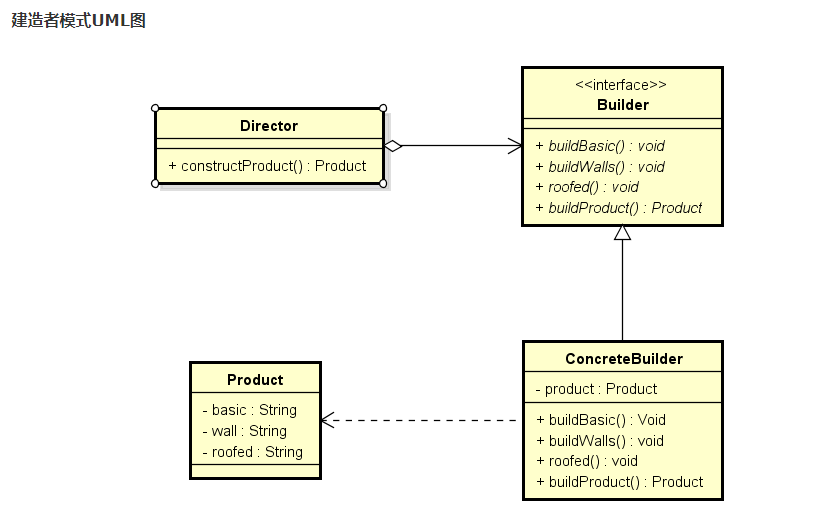 建造者模式UML图
<<interface>>
Builder
+ buildBasic() : void
+ buildWalls() : void
+ roofed() : void
+ buildProduct() : Product
Director
+ constructProduct() : Product
ConcreteBuilder
- product : Product
+ buildBasic() : Void
+ buildWalls() : void
+ roofed() : void
+ buildProduct() : Product
Product
- basic : String
- wall : String
- roofed : String